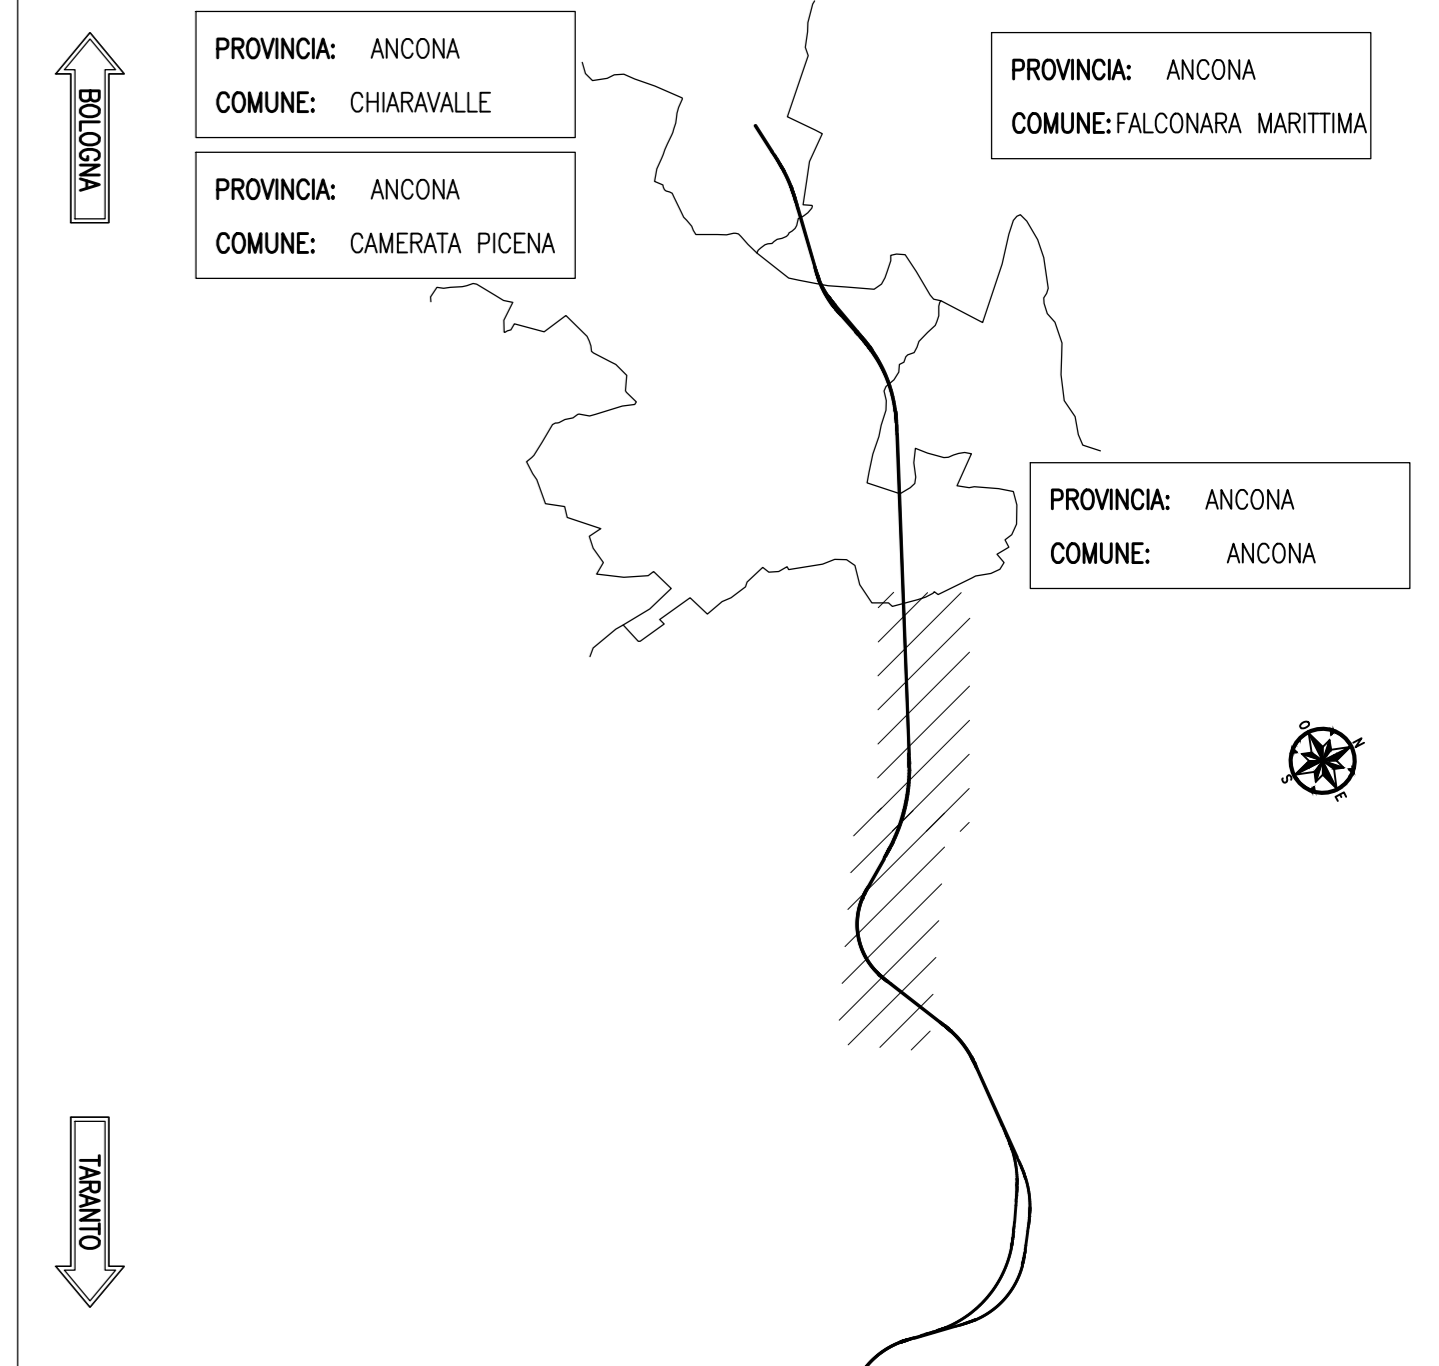 PROVINCIA: ANCONA
COMUNE: CHIARAVALLE
PROVINCIA: ANCONA
COMUNE: CAMERATA PICENA
PROVINCIA: ANCONA
COMUNE: FALCONARA MARITTIMA
PROVINCIA: ANCONA
COMUNE: ANCONA
BOLOGNA
TARANTO
O
N
S
E